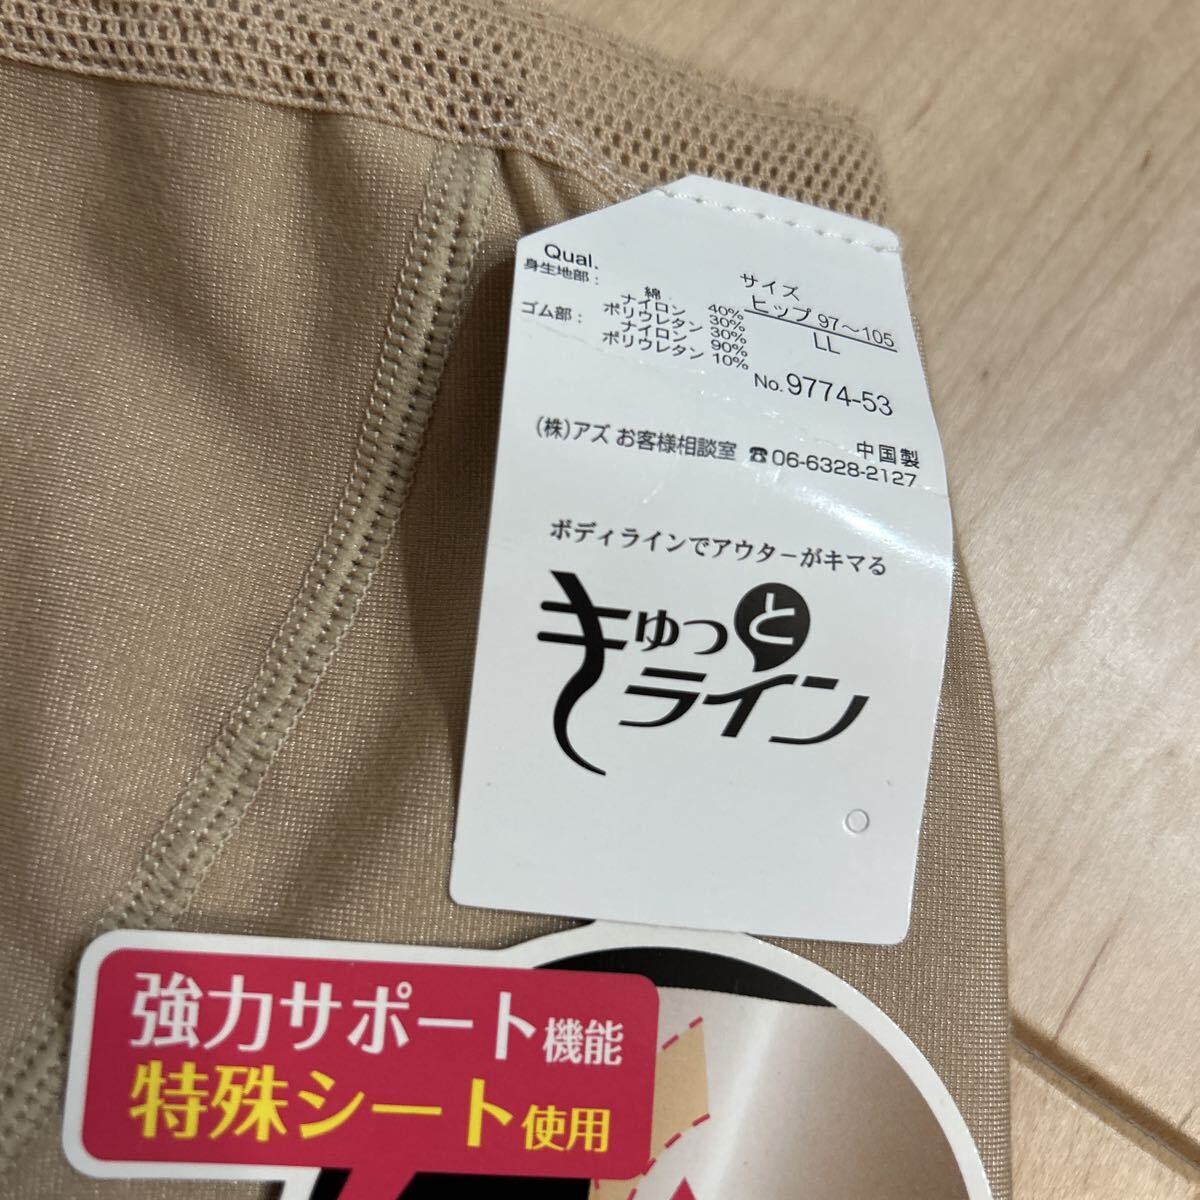 Qual.
身生地部：
綿 40%
ナイロン 30%
ポリウレタン 30%
ゴム部：
ナイロン 90%
ポリウレタン 10%
サイズ
ヒップ 97～105
LL
No. 9774-53
中国製
(株)アズ お客様相談室 ☎06-6328-2127
ボディラインでアウターがキマる
きゅっと
ライン
強力サポート機能
特殊シート使用